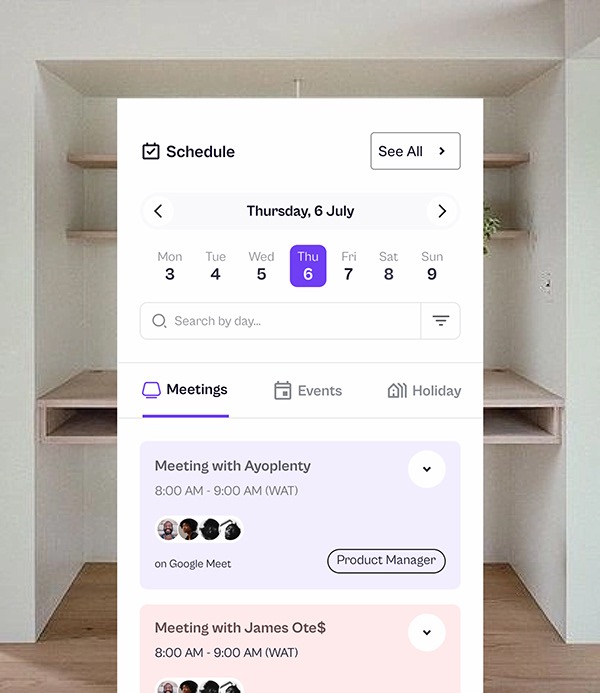 Schedule
See All
Thursday, 6 July
Mon Tue Wed Thu Fri Sat Sun
3 4 5 6 7 8 9
Search by day...
Meetings Events Holiday
Meeting with Ayoplenty
8:00 AM - 9:00 AM (WAT)
on Google Meet
Product Manager
Meeting with James Ote$
8:00 AM - 9:00 AM (WAT)